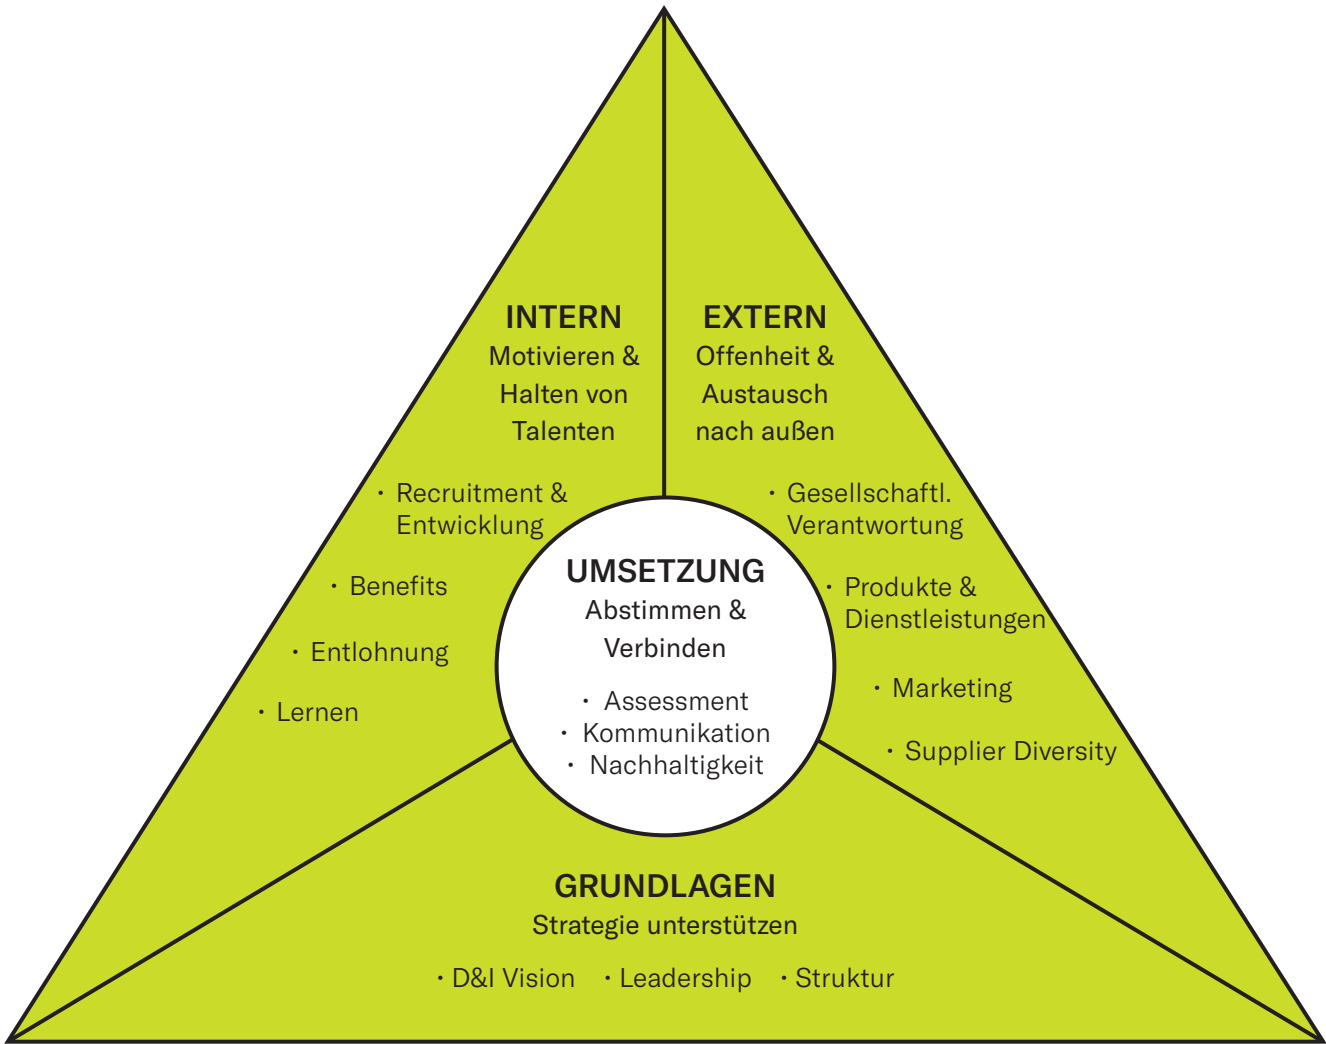 INTERN
Motivieren &
Halten von
Talenten
· Recruitment &
Entwicklung
· Benefits
· Entlohnung
· Lernen
EXTERN
Offenheit &
Austausch
nach außen
· Gesellschaftl.
Verantwortung
· Produkte &
Dienstleistungen
· Marketing
· Supplier Diversity
UMSETZUNG
Abstimmen &
Verbinden
· Assessment
· Kommunikation
· Nachhaltigkeit
GRUNDLAGEN
Strategie unterstützen
· D&I Vision · Leadership · Struktur